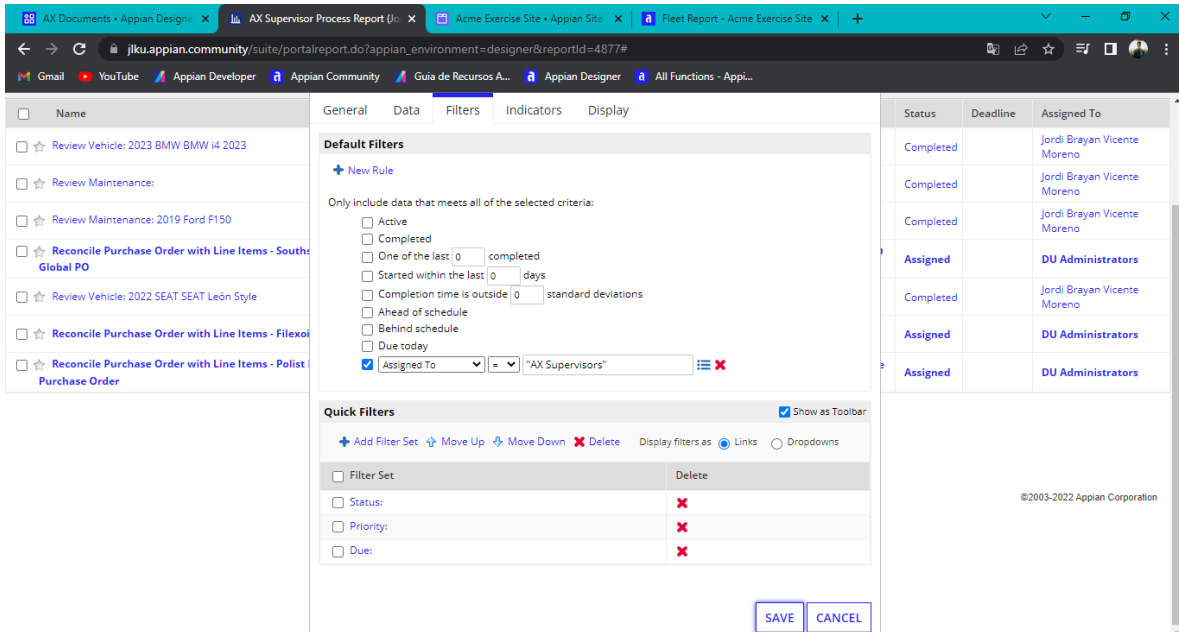 AX Documents • Appian Designe
AX Supervisor Process Report (Jo
Acme Exercise Site • Appian Site
Fleet Report - Acme Exercise Site
jlku.appian.community/suite/portalreport.do?appian_environment=designer&reportId=4877#
Gmail YouTube Appian Developer Appian Community Guia de Recursos A... Appian Designer All Functions - Appi...
Name
General Data Filters Indicators Display
Status Deadline Assigned To
Default Filters
Review Vehicle: 2023 BMW BMW i4 2023
Completed
Jordi Brayan Vicente
Moreno
New Rule
Review Maintenance:
Completed
Jordi Brayan Vicente
Moreno
Only include data that meets all of the selected criteria:
Active
Review Maintenance: 2019 Ford F150
Completed
Jordi Brayan Vicente
Moreno
Completed
Reconcile Purchase Order with Line Items - Souths
Global PO
Assigned
DU Administrators
One of the last 0 completed
Started within the last 0 days
Review Vehicle: 2022 SEAT SEAT León Style
Completed
Jordi Brayan Vicente
Moreno
Completion time is outside 0 standard deviations
Ahead of schedule
Behind schedule
Reconcile Purchase Order with Line Items - Filexoi
Assigned
DU Administrators
Due today
Assigned To = "AX Supervisors"
Reconcile Purchase Order with Line Items - Polist
Purchase Order
Assigned
DU Administrators
Quick Filters
Show as Toolbar
Add Filter Set Move Up Move Down Delete Display filters as Links Dropdowns
Filter Set Delete
Status:
Priority:
Due:
©2003-2022 Appian Corporation
SAVE CANCEL